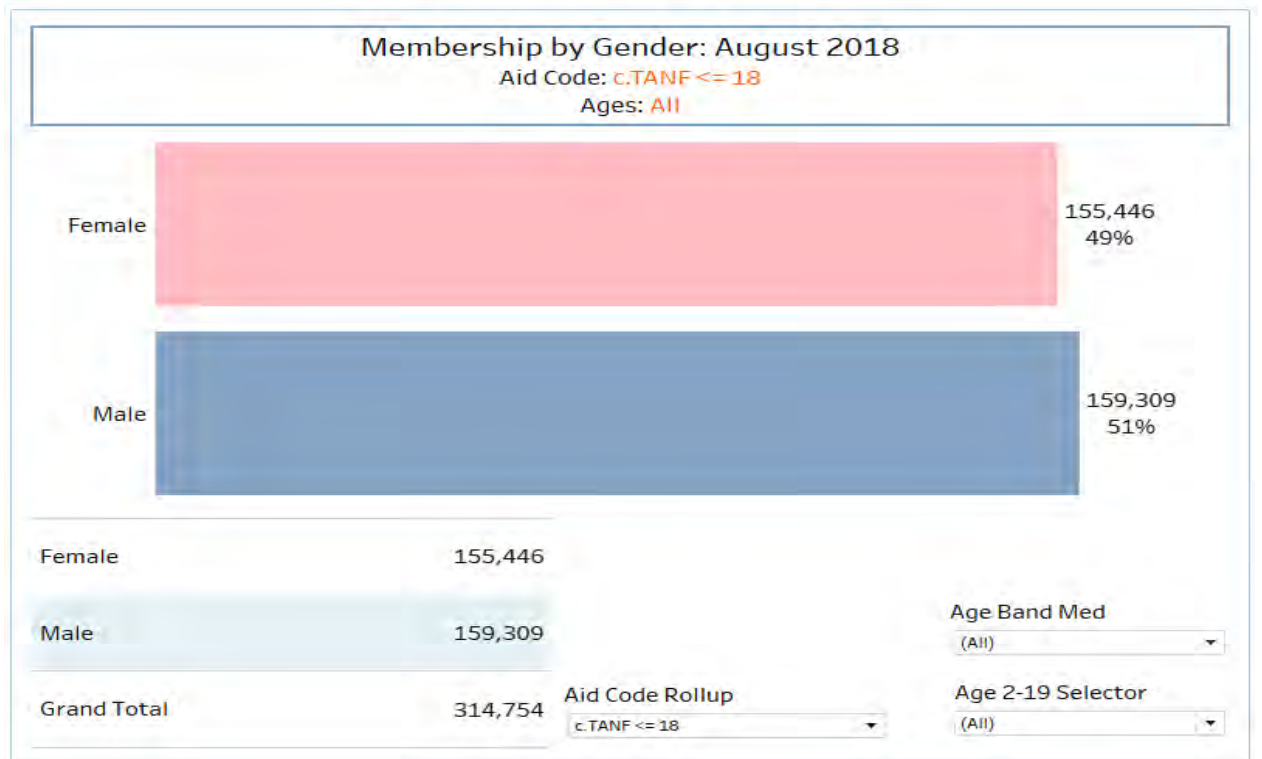 Membership by Gender: August 2018
Aid Code: c.TANF <= 18
Ages: All
Female
155,446
49%
Male
159,309
51%
Female 155,446
Male 159,309
Grand Total 314,754
Age Band Med
(All)
Aid Code Rollup
c.TANF <= 18
Age 2-19 Selector
(All)